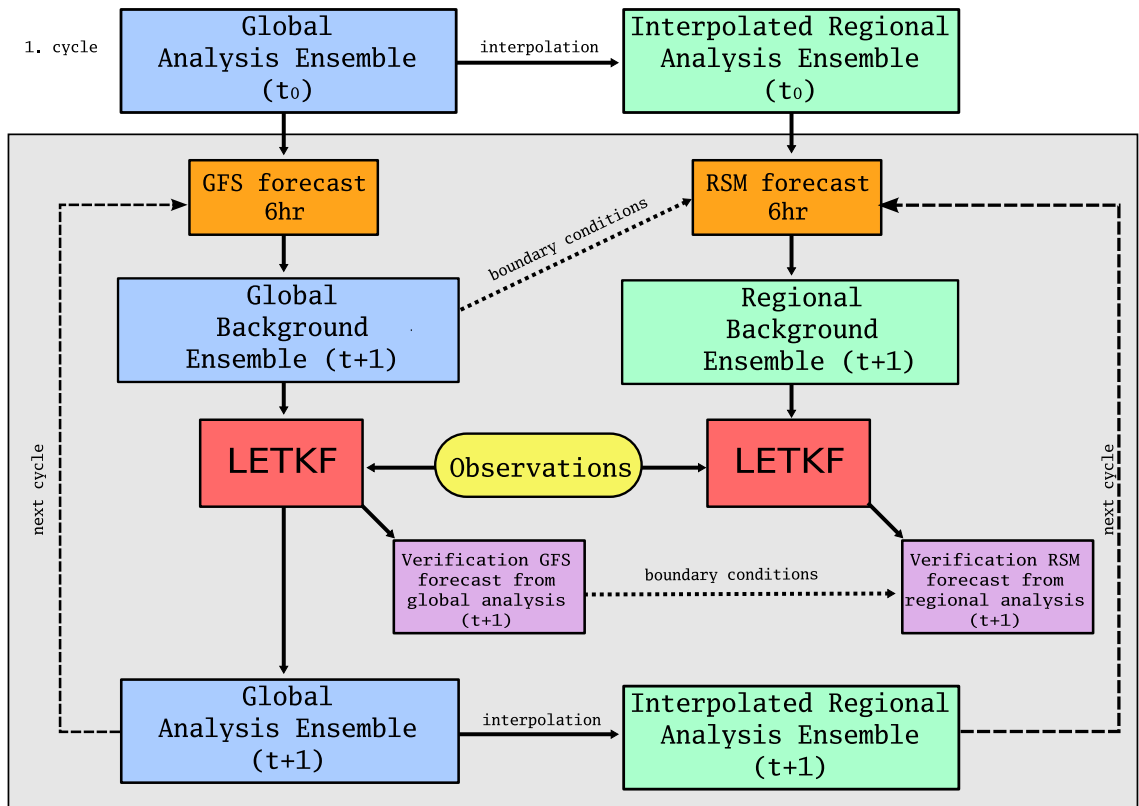 1. cycle
Global
Analysis Ensemble
(t₀)
interpolation
Interpolated Regional
Analysis Ensemble
(t₀)
GFS forecast
6hr
RSM forecast
6hr
boundary conditions
Global
Background
Ensemble (t+1)
Regional
Background
Ensemble (t+1)
LETKF
Observations
LETKF
next cycle
next cycle
Verification GFS
forecast from
global analysis
(t+1)
boundary conditions
Verification RSM
forecast from
regional analysis
(t+1)
Global
Analysis Ensemble
(t+1)
interpolation
Interpolated Regional
Analysis Ensemble
(t+1)